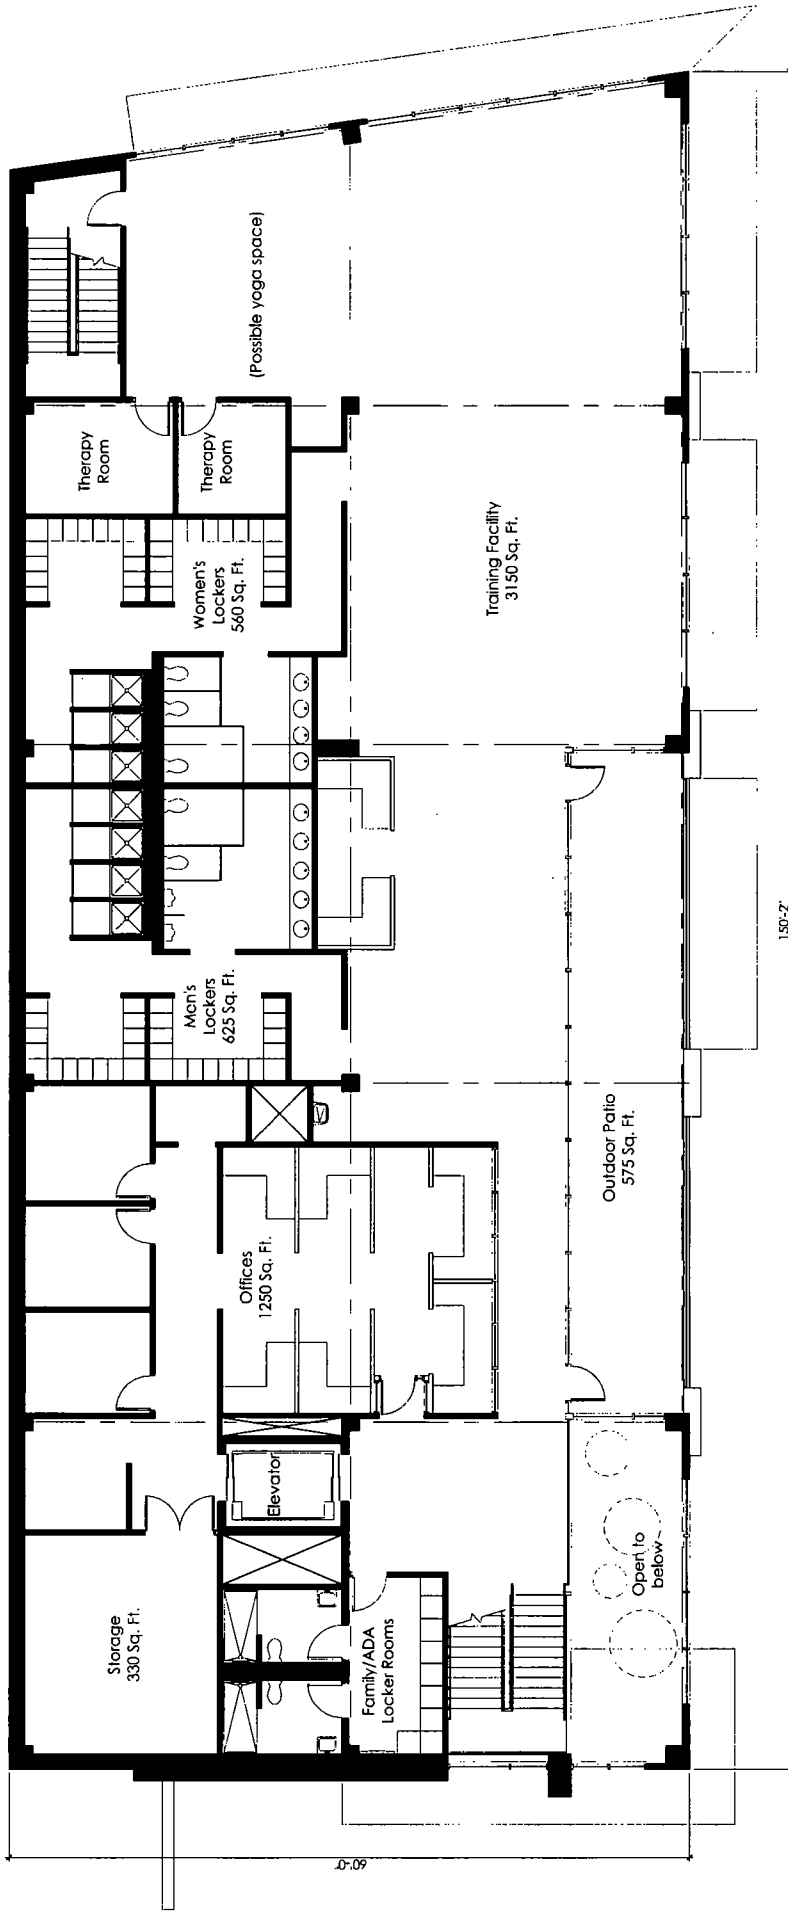 (Possible yoga space)
Therapy
Room
Therapy
Room
Women's
Lockers
560 Sq. Ft.
Training Facility
3150 Sq. Ft.
Men's
Lockers
625 Sq. Ft.
150'-2"
Outdoor Patio
575 Sq. Ft.
Offices
1250 Sq. Ft.
Elevator
Open to
below
Storage
330 Sq. Ft.
Family/ADA
Locker Rooms
60'-0"